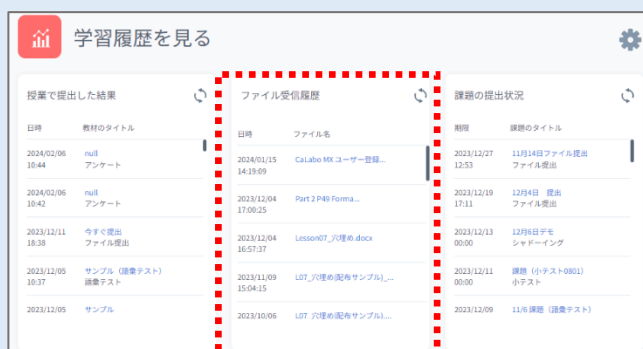 学習履歴を見る
授業で提出した結果
日時 教材のタイトル
2024/02/06 null
10:44 アンケート
2024/02/06 null
10:42 アンケート
2023/12/11 今すぐ提出
18:38 ファイル提出
2023/12/05 サンプル（語彙テスト）
10:37 語彙テスト
2023/12/05 サンプル
ファイル受信履歴
日時 ファイル名
2024/01/15 CaLabo MX ユーザー登録...
14:19:09
2023/12/04 Part 2 P49 Forma...
17:00:25
2023/12/04 Lesson07_穴埋め.docx
16:57:37
2023/11/09 L07_穴埋め(配布サンプル)_...
15:04:15
2023/10/06 L07_穴埋め(配布サンプル)....
課題の提出状況
期限 課題のタイトル
2023/12/27 11月14日ファイル提出
12:53 ファイル提出
2023/12/19 12月4日　提出
17:11 ファイル提出
2023/12/13 12月6日デモ
00:00 シャドーイング
2023/12/11 課題（小テスト0801）
00:00 小テスト
2023/12/09 11/6 課題（語彙テスト）